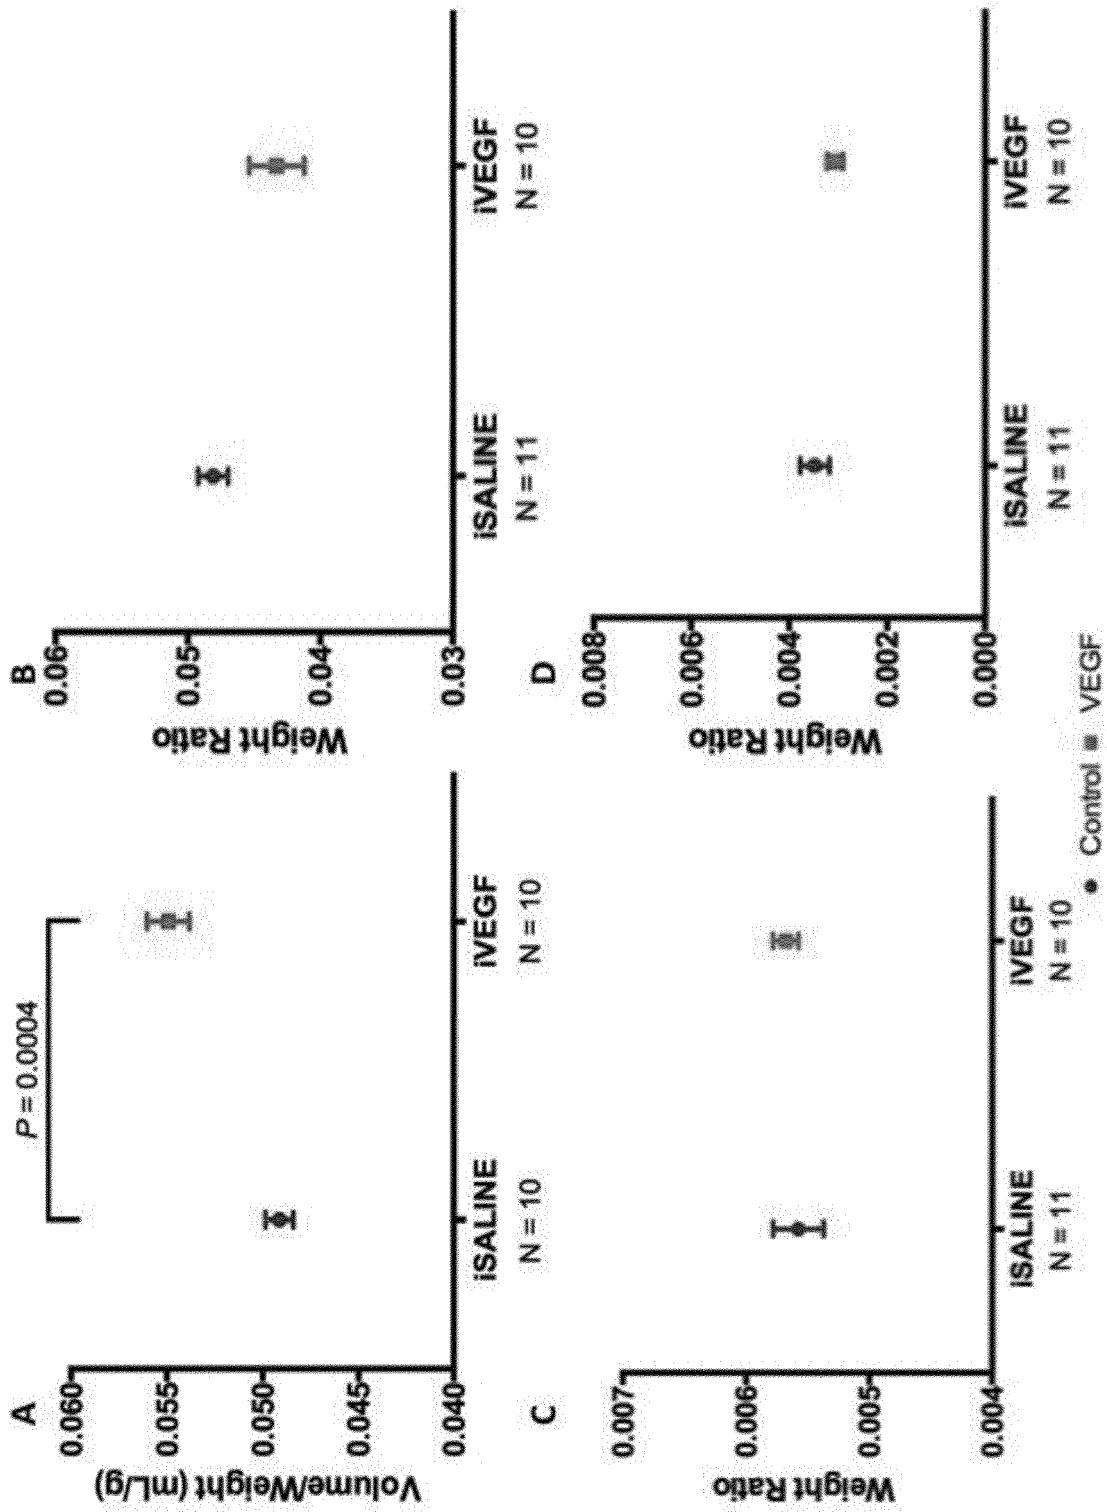 A
P = 0.0004
Volume/Weight (mL/g)
0.060
0.055
0.050
0.045
0.040
iSALINE
iVEGF
N = 10
N = 10
B
Weight Ratio
0.06
0.05
0.04
0.03
iSALINE
iVEGF
N = 11
N = 10
C
Weight Ratio
0.007
0.006
0.005
0.004
iSALINE
iVEGF
N = 11
N = 10
D
Weight Ratio
0.008
0.006
0.004
0.002
0.000
iSALINE
iVEGF
N = 11
N = 10
Control VEGF